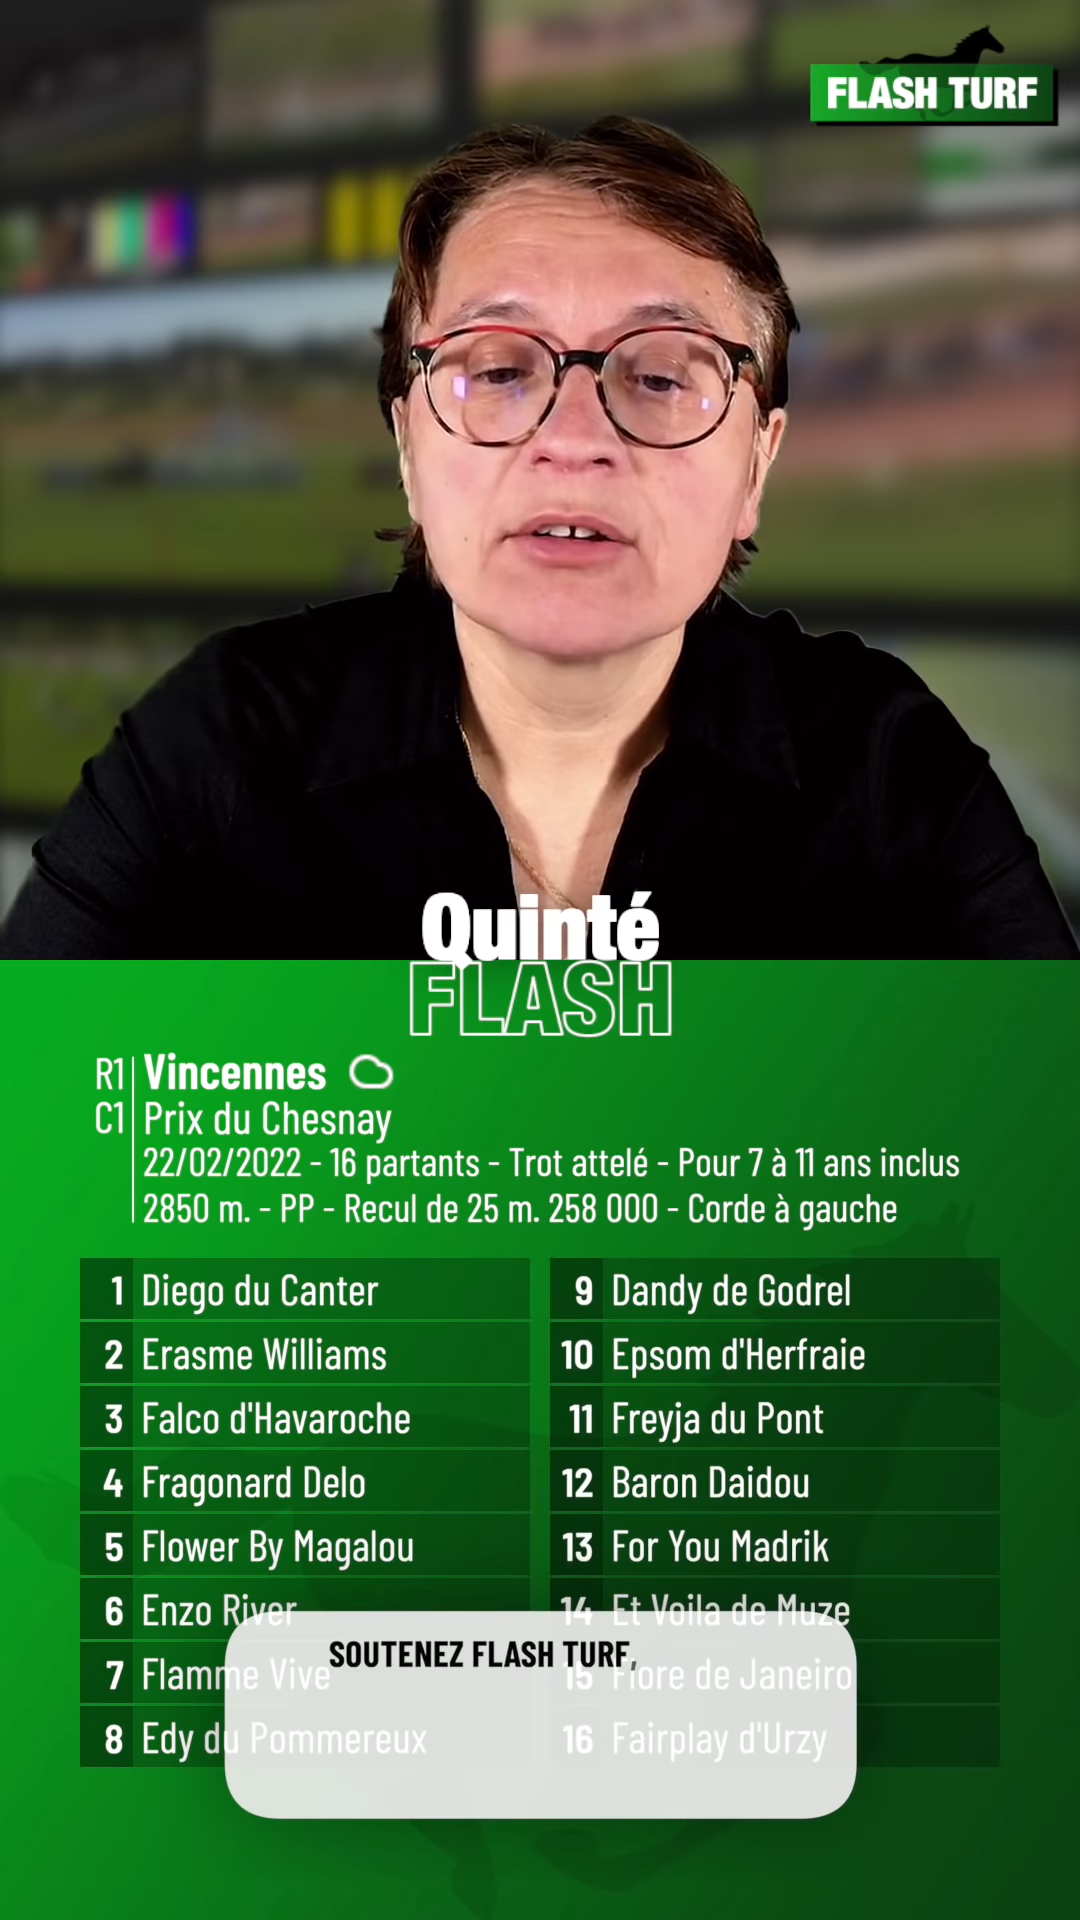 FLASH TURF
Quinté
FLASH
R1 Vincennes
C1 Prix du Chesnay
22/02/2022 - 16 partants - Trot attelé - Pour 7 à 11 ans inclus
2850 m. - PP - Recul de 25 m. 258 000 - Corde à gauche
1 Diego du Canter
2 Erasme Williams
3 Falco d'Havaroche
4 Fragonard Delo
5 Flower By Magalou
6 Enzo River
7 Flamme Vive
8 Edy du Pommereux
9 Dandy de Godrel
10 Epsom d'Herfraie
11 Freyja du Pont
12 Baron Daidou
13 For You Madrik
14 Et Voila de Muze
15 Fiore de Janeiro
16 Fairplay d'Urzy
SOUTENEZ FLASH TURF,